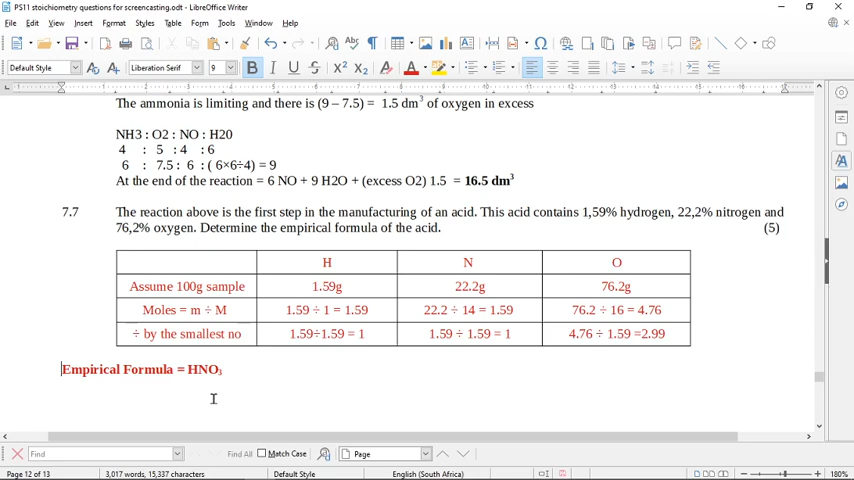 PS11 stoichiometry questions for screencasting.odt - LibreOffice Writer
File Edit View Insert Format Styles Table Form Tools Window Help
Default Style Liberation Serif 9
The ammonia is limiting and there is (9 – 7.5) = 1.5 dm³ of oxygen in excess
NH3 : O2 : NO : H20
4 : 5 : 4 : 6
6 : 7.5 : 6 : ( 6×6÷4) = 9
At the end of the reaction = 6 NO + 9 H2O + (excess O2) 1.5 = 16.5 dm³
7.7 The reaction above is the first step in the manufacturing of an acid. This acid contains 1,59% hydrogen, 22,2% nitrogen and
76,2% oxygen. Determine the empirical formula of the acid. (5)
H N O
Assume 100g sample 1.59g 22.2g 76.2g
Moles = m ÷ M 1.59 ÷ 1 = 1.59 22.2 ÷ 14 = 1.59 76.2 ÷ 16 = 4.76
÷ by the smallest no 1.59÷1.59 = 1 1.59 ÷ 1.59 = 1 4.76 ÷ 1.59 =2.99
Empirical Formula = HNO₃
Find Find All Match Case Page
Page 12 of 13 3,017 words, 15,337 characters Default Style English (South Africa) 180%